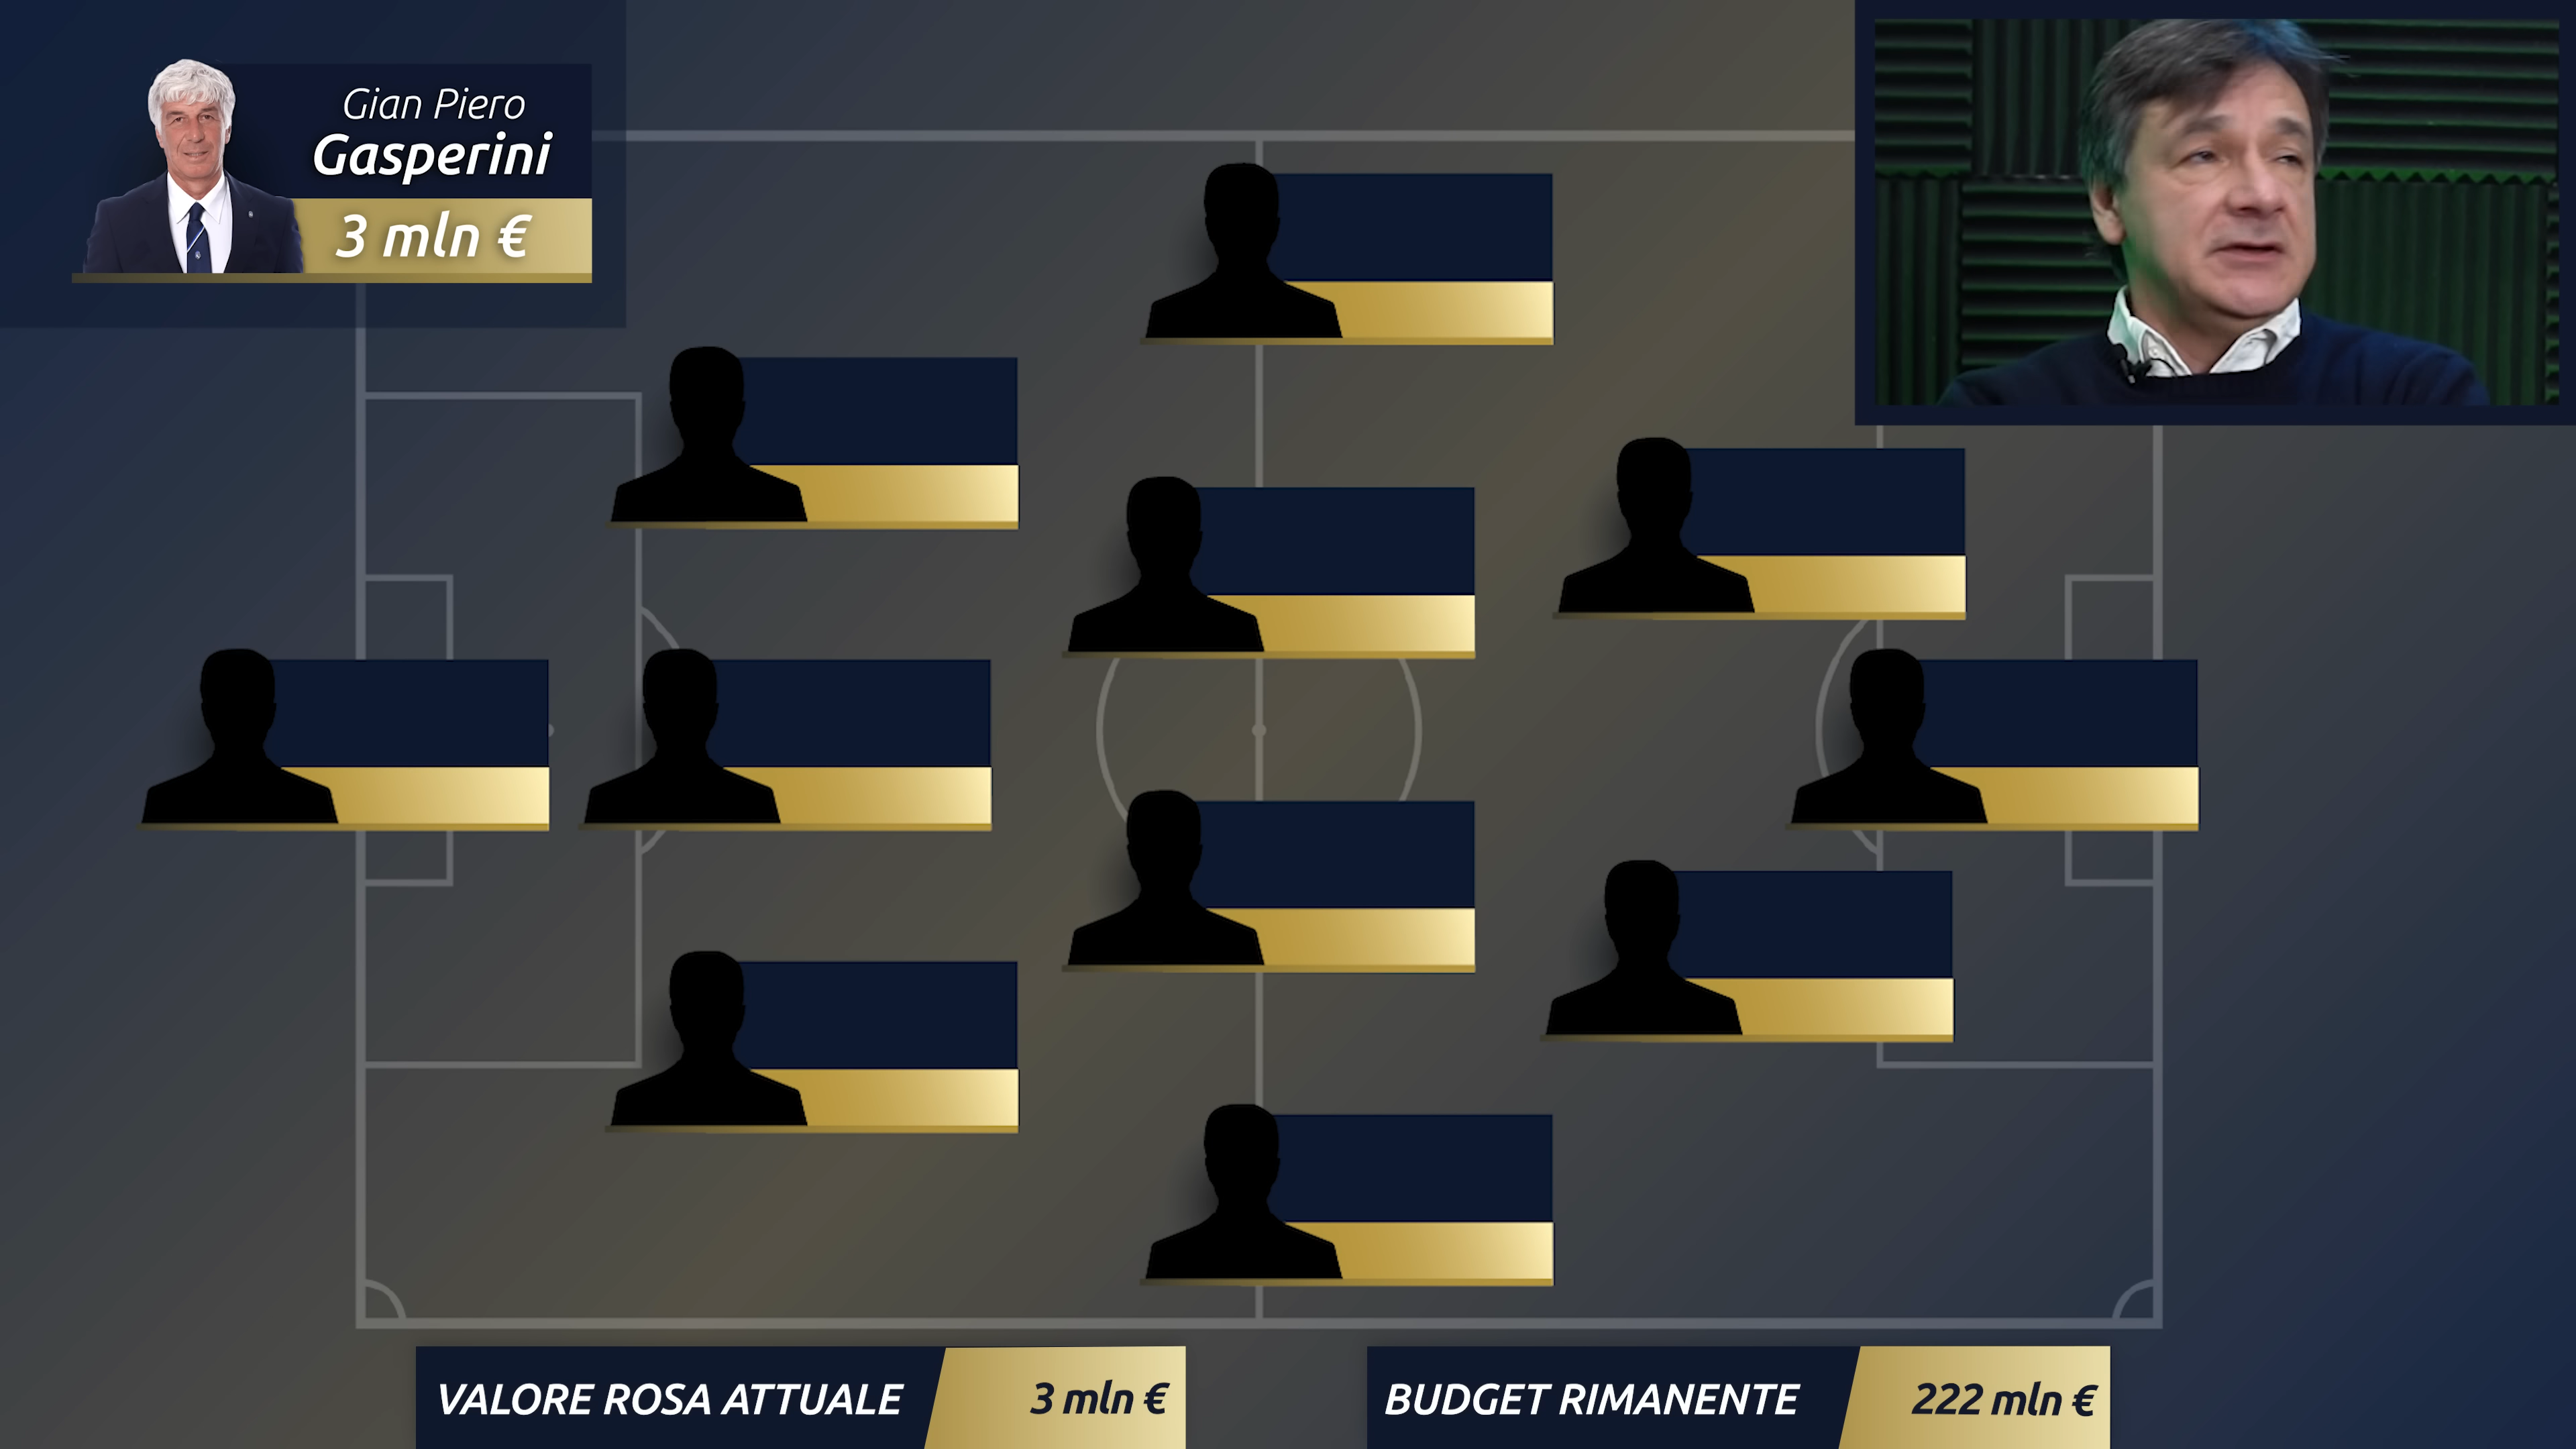 Gian Piero
Gasperini
3 mln €
VALORE ROSA ATTUALE 3 mln €
BUDGET RIMANENTE 222 mln €